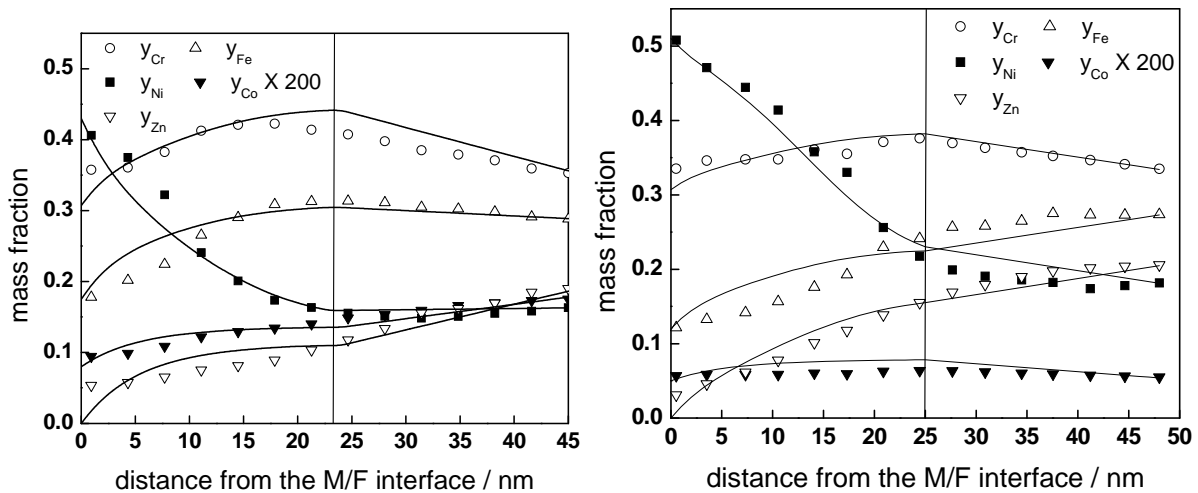 y_Cr y_Fe
y_Ni y_Co X 200
y_Zn
mass fraction
0.5
0.4
0.3
0.2
0.1
0.0
0 5 10 15 20 25 30 35 40 45
distance from the M/F interface / nm
y_Cr y_Fe
y_Ni y_Co X 200
y_Zn
mass fraction
0.5
0.4
0.3
0.2
0.1
0.0
0 5 10 15 20 25 30 35 40 45 50
distance from the M/F interface / nm